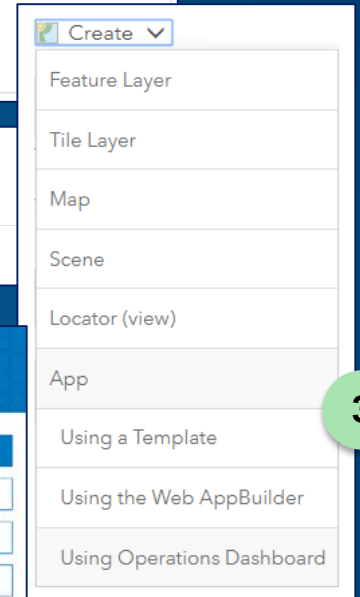 Create
Feature Layer
Tile Layer
Map
Scene
Locator (view)
App
3
Using a Template
Using the Web AppBuilder
Using Operations Dashboard